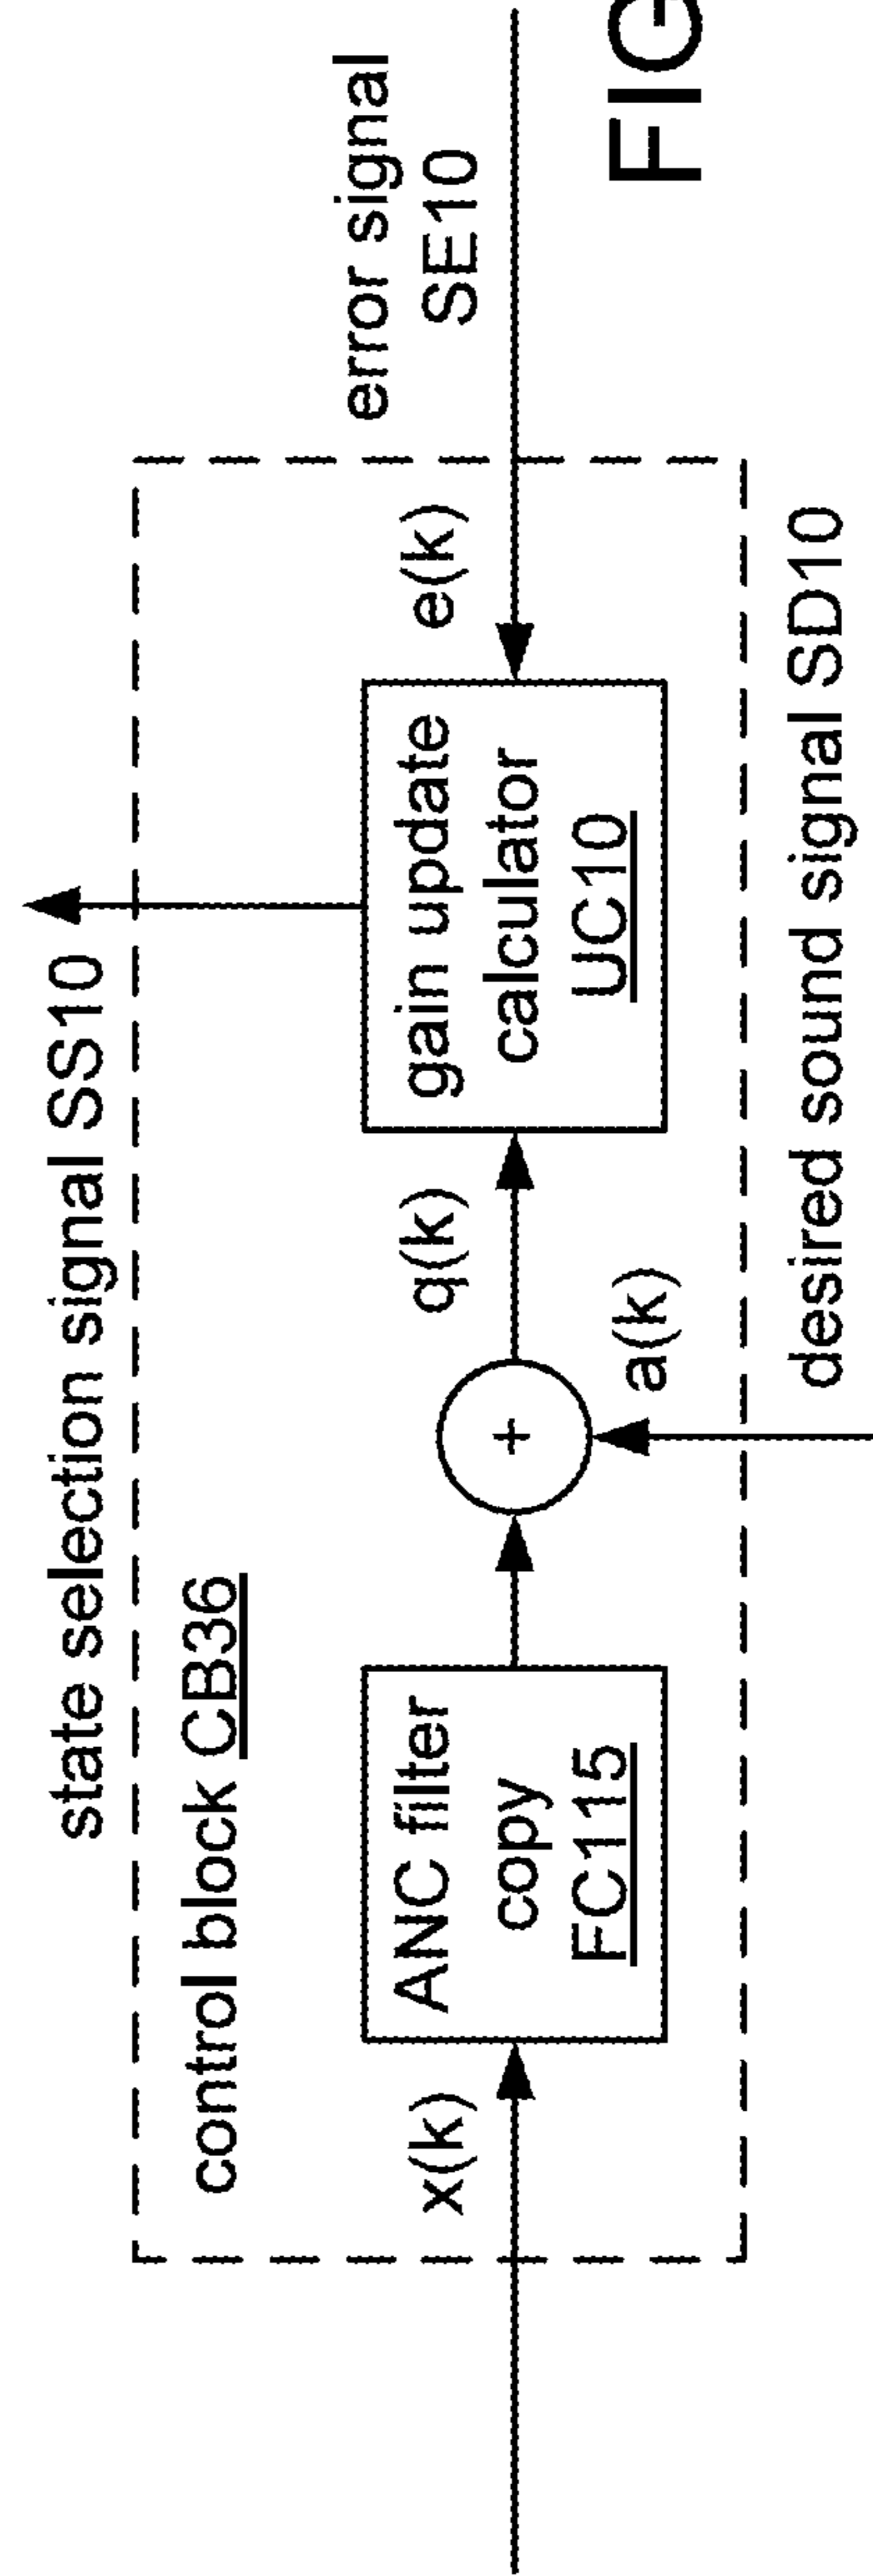 state selection signal SS10
control block CB36
x(k)
ANC filter
copy
FC115
+
q(k)
a(k)
gain update
calculator
UC10
e(k)
error signal
SE10
desired sound signal SD10
FIG